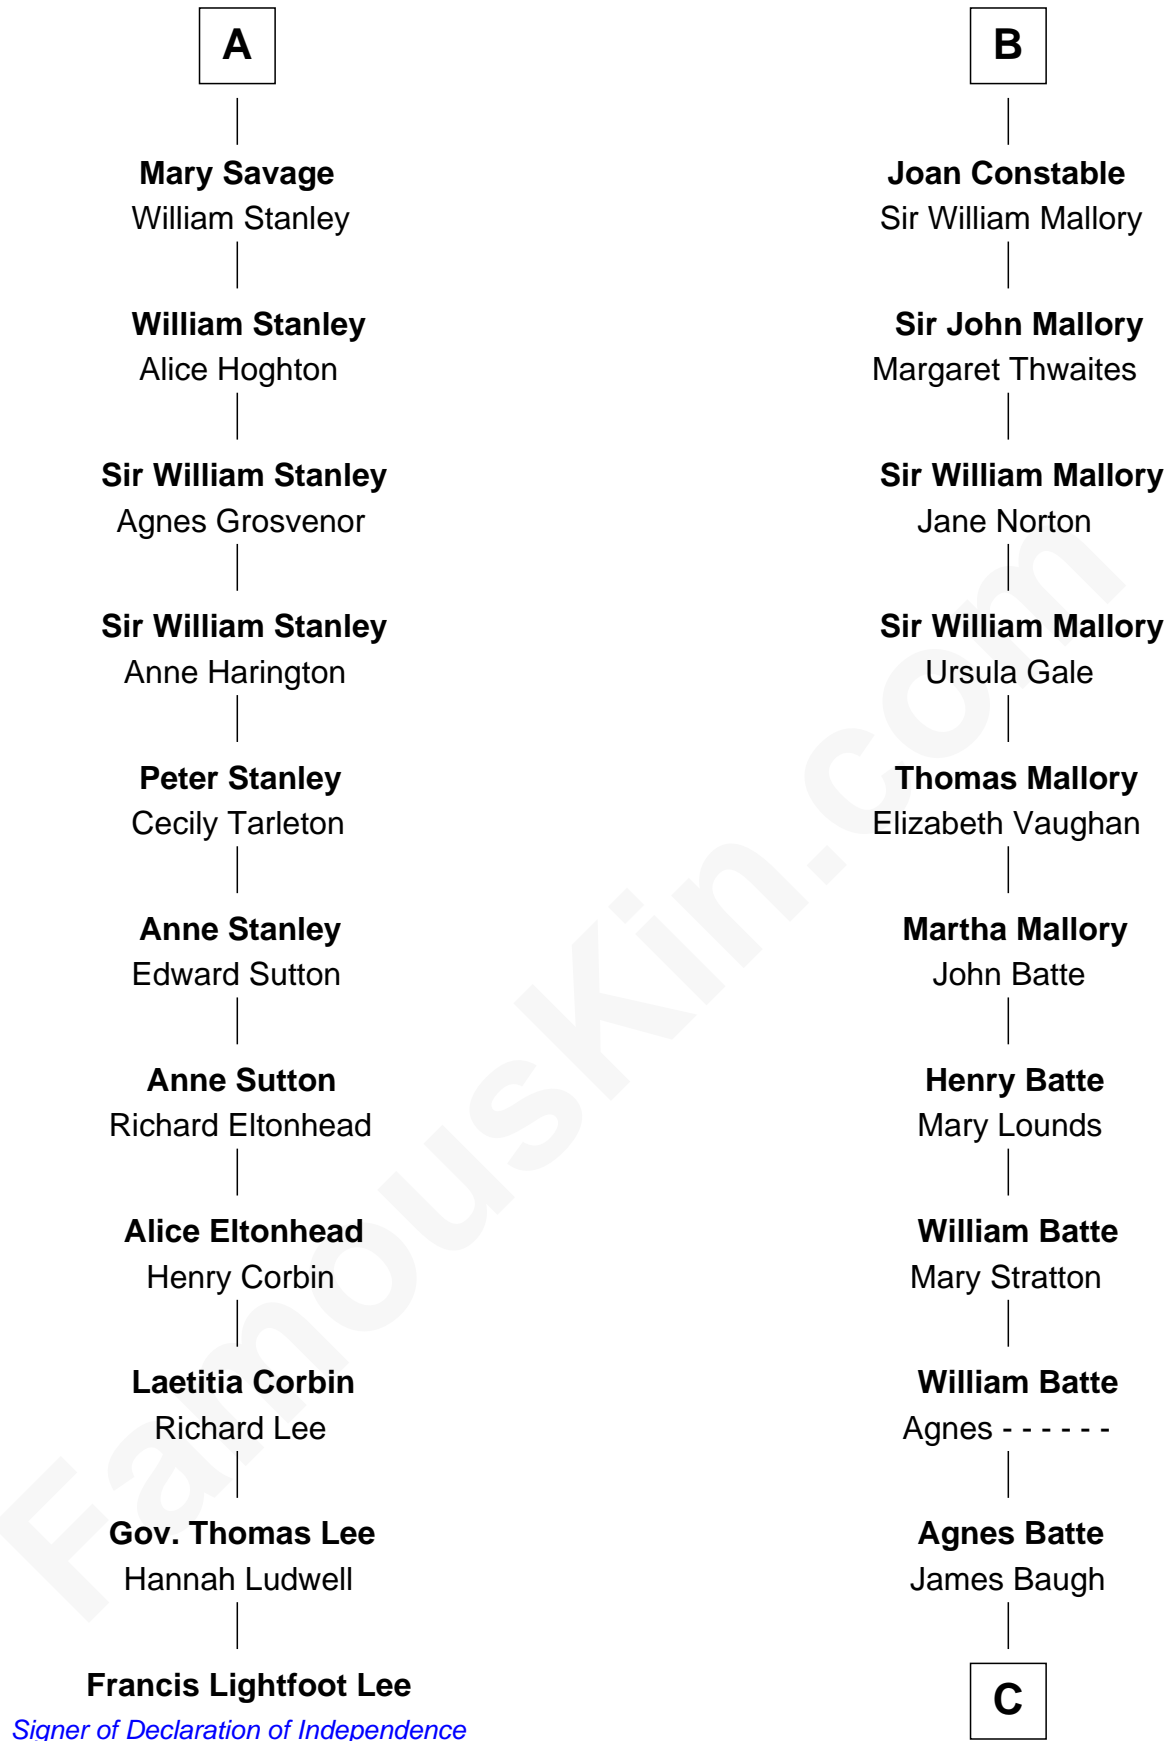 A
Mary Savage
William Stanley
William Stanley
Alice Hoghton
Sir William Stanley
Agnes Grosvenor
Sir William Stanley
Anne Harington
Peter Stanley
Cecily Tarleton
Anne Stanley
Edward Sutton
Anne Sutton
Richard Eltonhead
Alice Eltonhead
Henry Corbin
Laetitia Corbin
Richard Lee
Gov. Thomas Lee
Hannah Ludwell
Francis Lightfoot Lee
Signer of Declaration of Independence
B
Joan Constable
Sir William Mallory
Sir John Mallory
Margaret Thwaites
Sir William Mallory
Jane Norton
Sir William Mallory
Ursula Gale
Thomas Mallory
Elizabeth Vaughan
Martha Mallory
John Batte
Henry Batte
Mary Lounds
William Batte
Mary Stratton
William Batte
Agnes - - - - - -
Agnes Batte
James Baugh
C
FamousKin.com